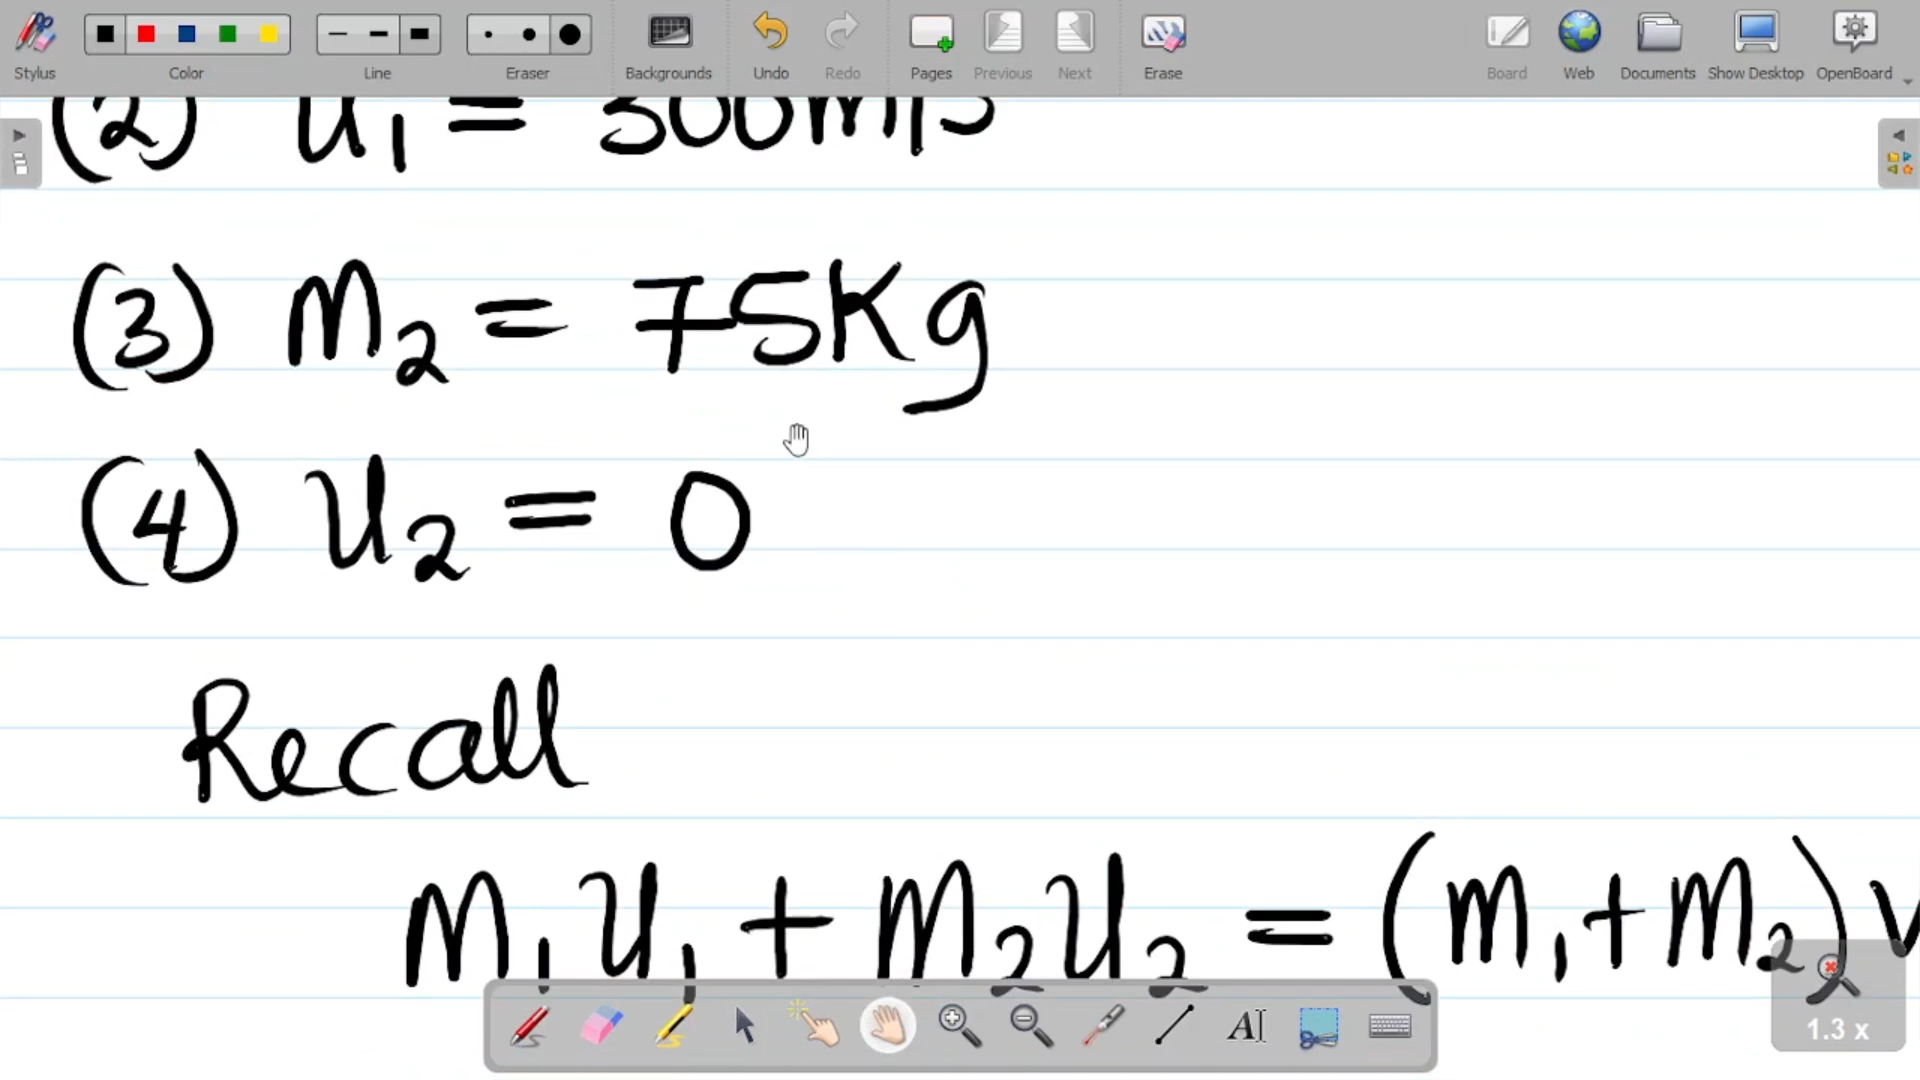 Stylus Color Line Eraser Backgrounds Undo Redo Pages Previous Next Erase Board Web Documents Show Desktop OpenBoard
(2) U₁ = 300m/s
(3) M₂ = 75Kg
(4) U₂ = 0
Recall
M₁U₁ + M₂U₂ = (m₁+m₂)V
1.3 x